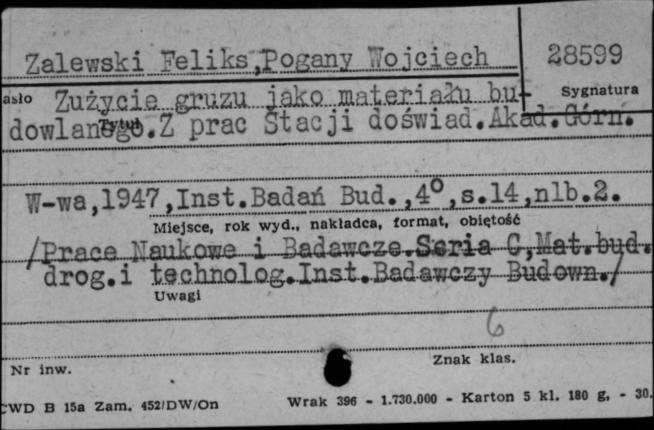 Zalewski Feliks,Pogany Wojciech 28599
asło Zużycie gruzu jako materiału bu- Sygnatura
dowlanego.Z prac Stacji doświad.Akad.Górn.
Tytuł
W-wa,1947,Inst.Badań Bud.,4°,s.14,nlb.2.
Miejsce, rok wyd., nakładca, format, objętość
/Prace Naukowe i Badawcze.Seria C,Mat.bud.
drog.i technolog.Inst.Badawczy Budown./
Uwagi
6
Nr inw. Znak klas.
CWD B 15a Zam. 452/DW/On Wrak 396 - 1.730.000 - Karton 5 kl. 180 g. - 30.